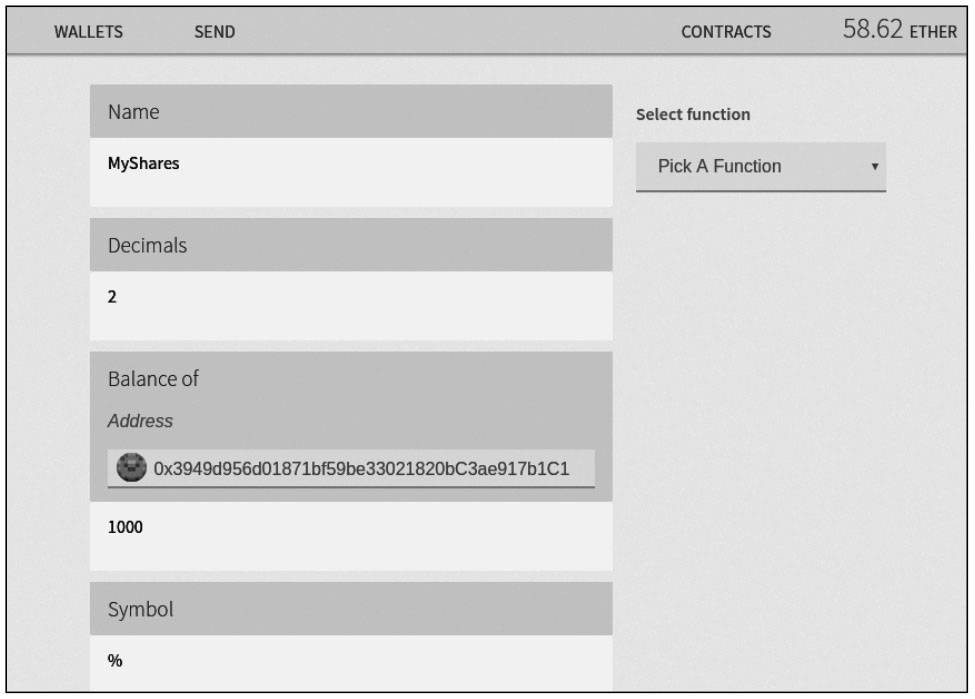 WALLETS SEND CONTRACTS 58.62 ETHER
Name
Select function
MyShares
Pick A Function
Decimals
2
Balance of
Address
0x3949d956d01871bf59be33021820bC3ae917b1C1
1000
Symbol
%